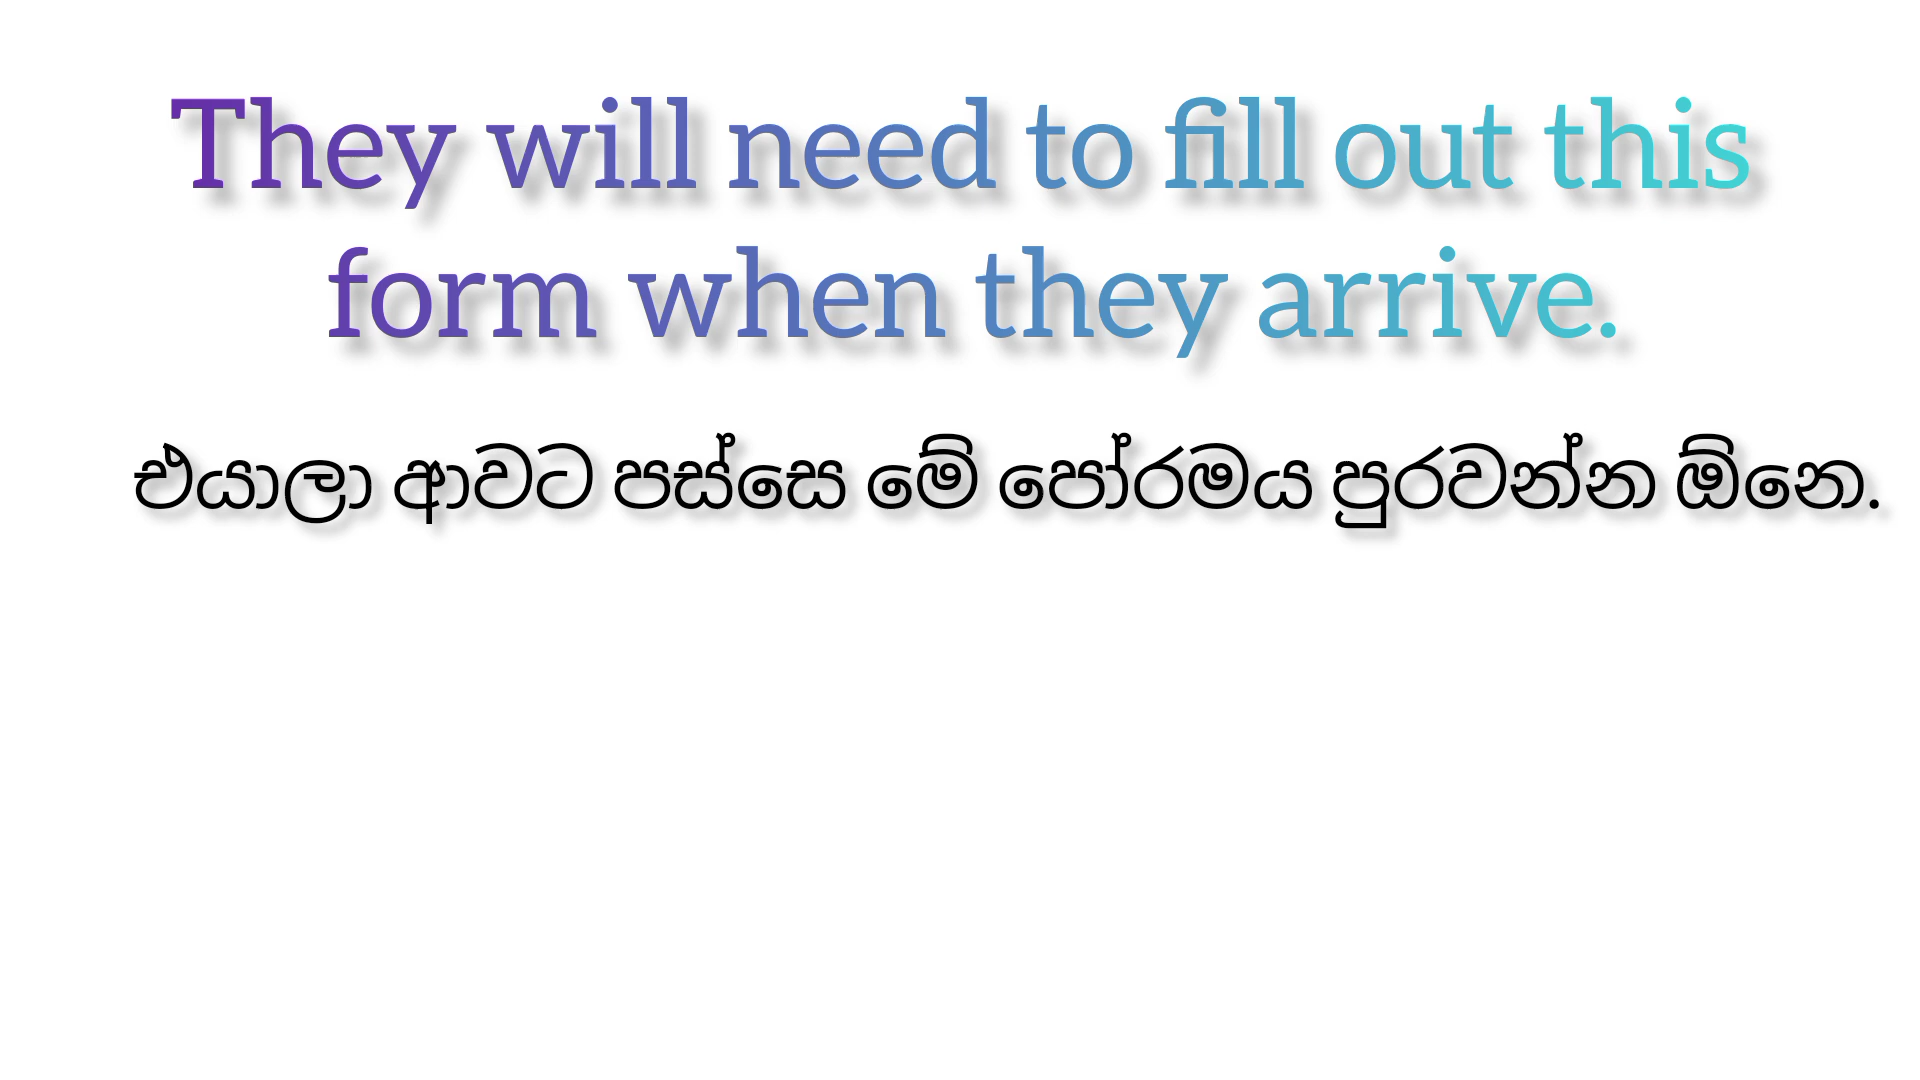 They will need to fill out this
form when they arrive.
එයාලා ආවට පස්සෙ මේ පෝරමය පුරවන්න ඕනෙ.